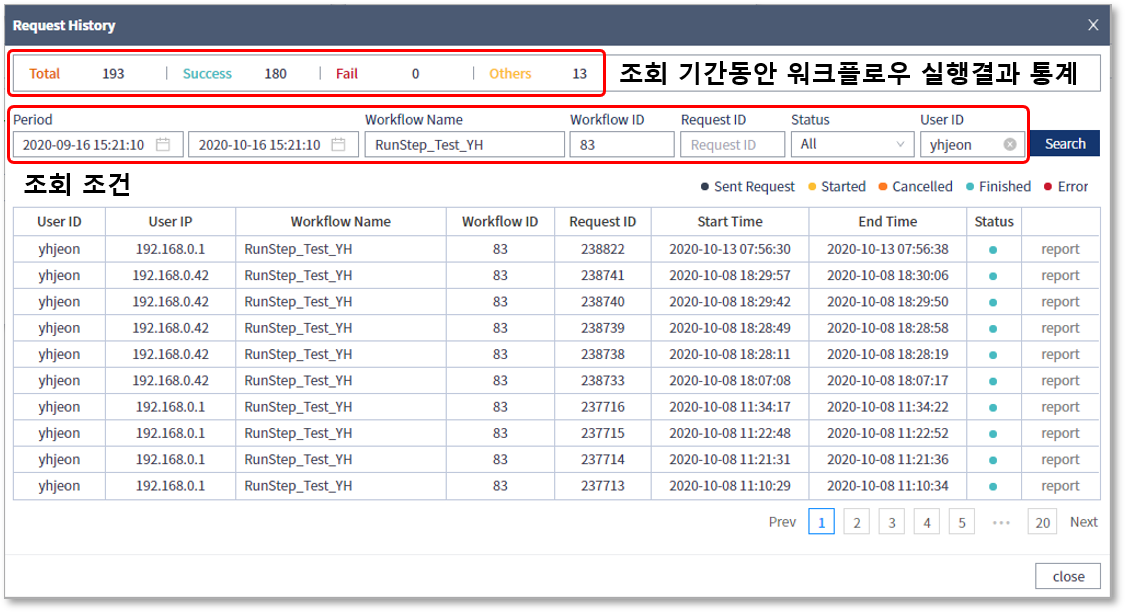 Request History
Total 193 | Success 180 | Fail 0 | Others 13 조회 기간동안 워크플로우 실행결과 통계
Period Workflow Name Workflow ID Request ID Status User ID
2020-09-16 15:21:10 2020-10-16 15:21:10 RunStep_Test_YH 83 Request ID All yhjeon Search
조회 조건
Sent Request Started Cancelled Finished Error
User ID User IP Workflow Name Workflow ID Request ID Start Time End Time Status
yhjeon 192.168.0.1 RunStep_Test_YH 83 238822 2020-10-13 07:56:30 2020-10-13 07:56:38 report
yhjeon 192.168.0.42 RunStep_Test_YH 83 238741 2020-10-08 18:29:57 2020-10-08 18:30:06 report
yhjeon 192.168.0.42 RunStep_Test_YH 83 238740 2020-10-08 18:29:42 2020-10-08 18:29:50 report
yhjeon 192.168.0.42 RunStep_Test_YH 83 238739 2020-10-08 18:28:49 2020-10-08 18:28:58 report
yhjeon 192.168.0.42 RunStep_Test_YH 83 238738 2020-10-08 18:28:11 2020-10-08 18:28:19 report
yhjeon 192.168.0.42 RunStep_Test_YH 83 238733 2020-10-08 18:07:08 2020-10-08 18:07:17 report
yhjeon 192.168.0.1 RunStep_Test_YH 83 237716 2020-10-08 11:34:17 2020-10-08 11:34:22 report
yhjeon 192.168.0.1 RunStep_Test_YH 83 237715 2020-10-08 11:22:48 2020-10-08 11:22:52 report
yhjeon 192.168.0.1 RunStep_Test_YH 83 237714 2020-10-08 11:21:31 2020-10-08 11:21:36 report
yhjeon 192.168.0.1 RunStep_Test_YH 83 237713 2020-10-08 11:10:29 2020-10-08 11:10:34 report
Prev 1 2 3 4 5 ••• 20 Next
close